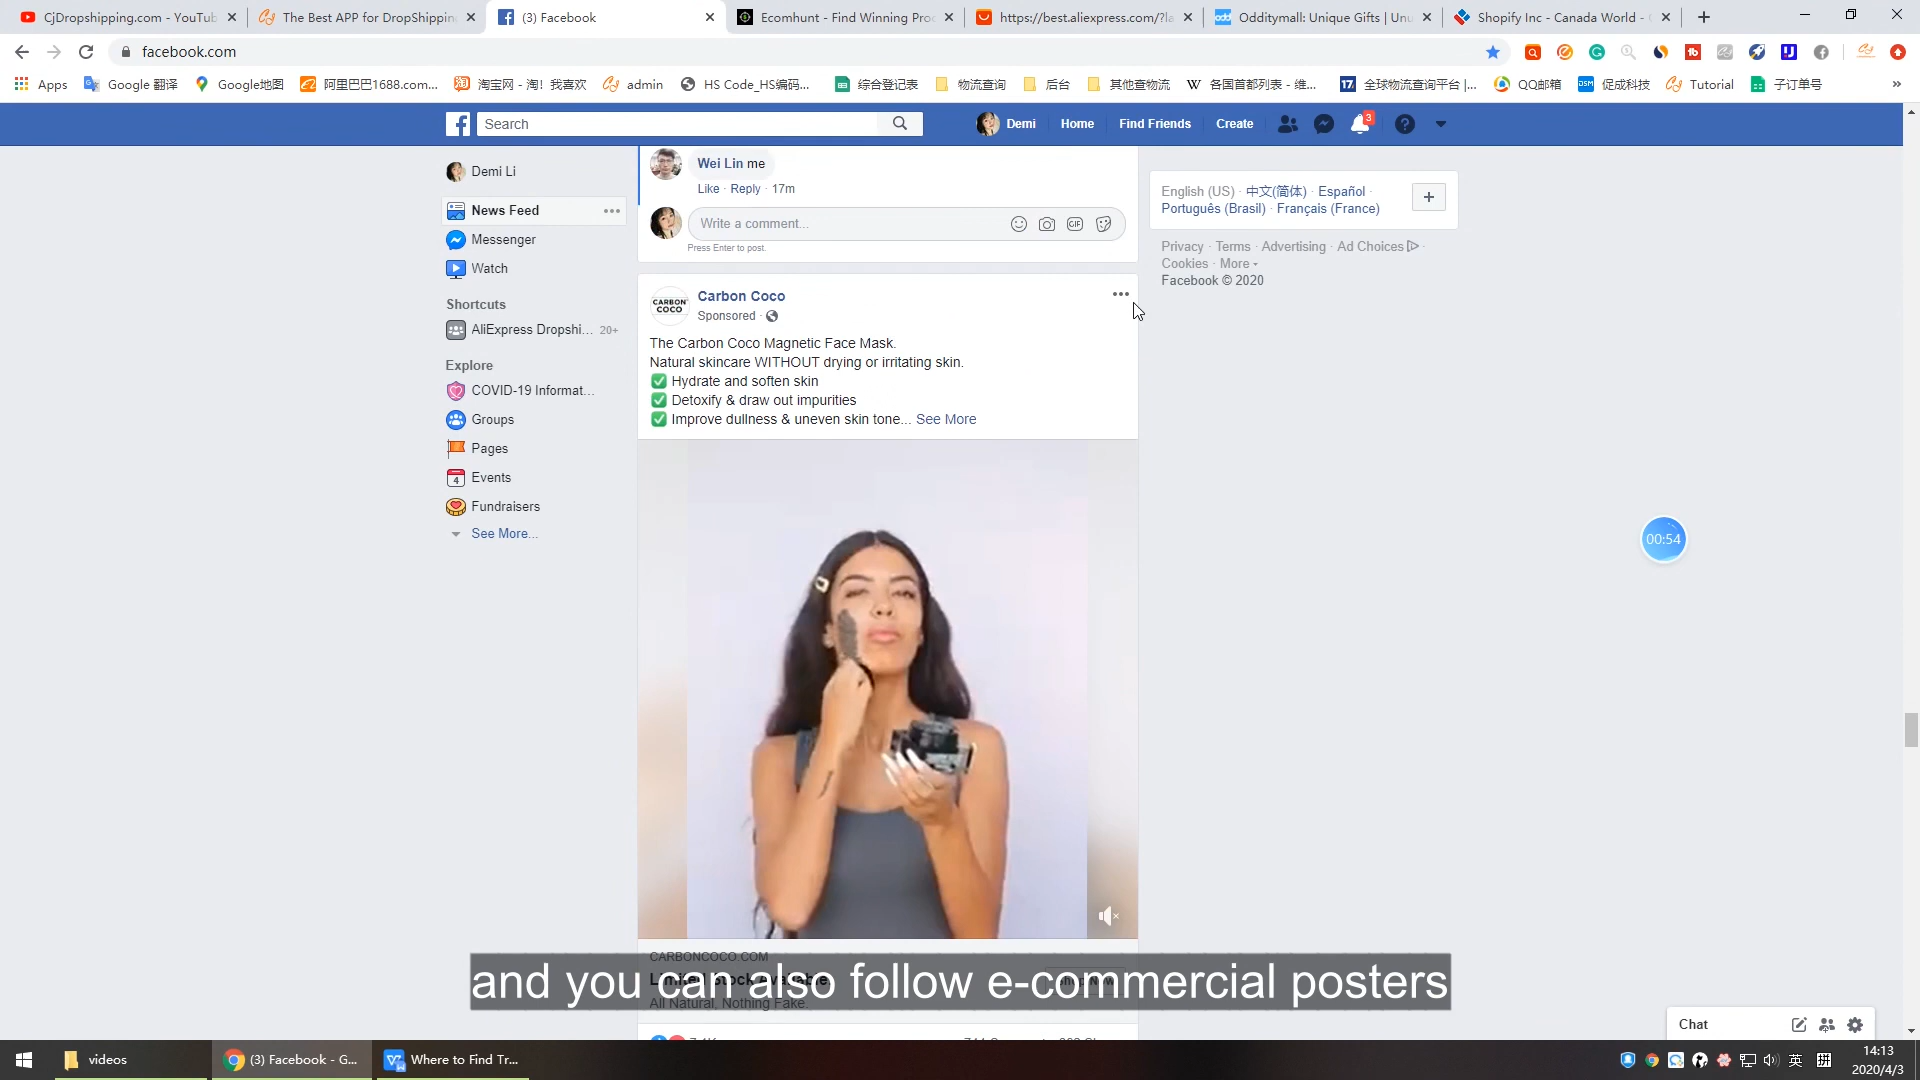 CjDropshipping.com - YouTub
The Best APP for DropShippin
(3) Facebook
Ecomhunt - Find Winning Pro
https://best.aliexpress.com/?la
Odditymall: Unique Gifts | Unu
Shopify Inc - Canada World -
facebook.com
Apps
Google 翻译
Google地图
阿里巴巴1688.com...
淘宝网 - 淘！我喜欢
admin
HS Code_HS编码...
综合登记表
物流查询
后台
其他查物流
各国首都列表 - 维...
全球物流查询平台 |...
QQ邮箱
促成科技
Tutorial
子订单号
Search
Demi
Home
Find Friends
Create
3
Demi Li
News Feed
Messenger
Watch
Shortcuts
AliExpress Dropshi... 20+
Explore
COVID-19 Informat...
Groups
Pages
4 Events
Fundraisers
See More...
Wei Lin me
Like · Reply · 17m
Write a comment...
GIF
Press Enter to post.
CARBON COCO
Carbon Coco
Sponsored ·
The Carbon Coco Magnetic Face Mask.
Natural skincare WITHOUT drying or irritating skin.
✅ Hydrate and soften skin
✅ Detoxify & draw out impurities
✅ Improve dullness & uneven skin tone... See More
CARBONCOCO.COM
Limited Stock Available.
All Natural, Nothing Fake.
and you can also follow e-commercial posters
English (US) · 中文(简体) · Español ·
Português (Brasil) · Français (France)
Privacy · Terms · Advertising · Ad Choices
Cookies · More
Facebook © 2020
00:54
Chat
videos
(3) Facebook - G...
Where to Find Tr...
英
拼
14:13
2020/4/3